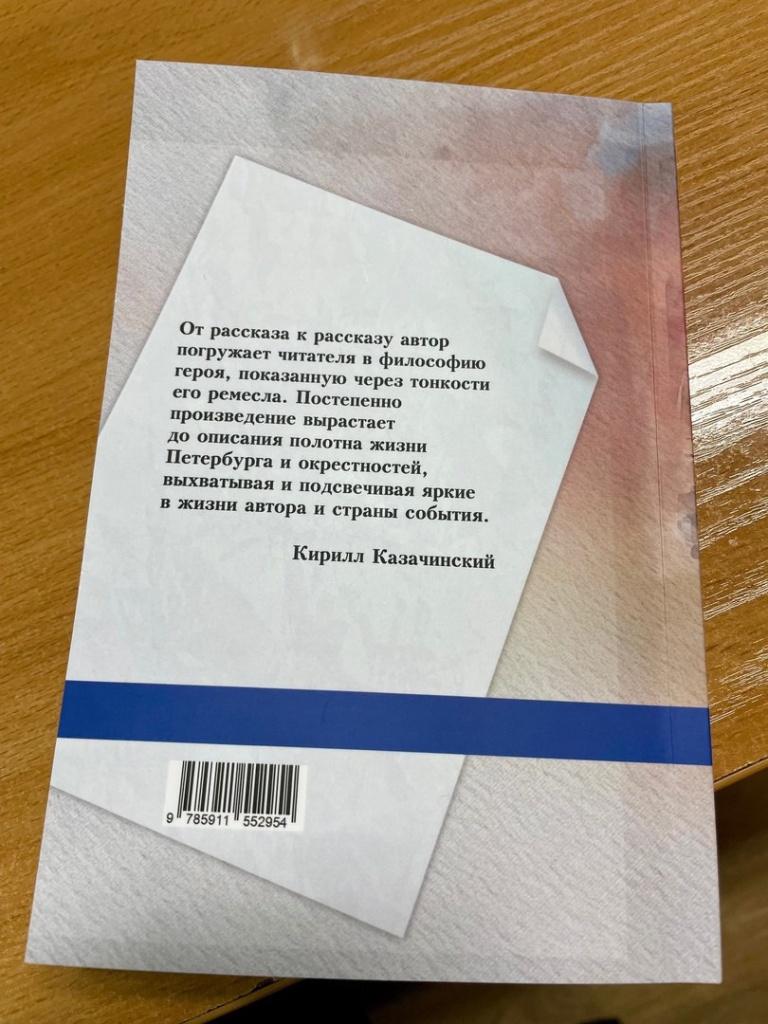 От рассказа к рассказу автор
погружает читателя в философию
героя, показанную через тонкости
его ремесла. Постепенно
произведение вырастает
до описания полотна жизни
Петербурга и окрестностей,
выхватывая и подсвечивая яркие
в жизни автора и страны события.
Кирилл Казачинский
9 785911 552954